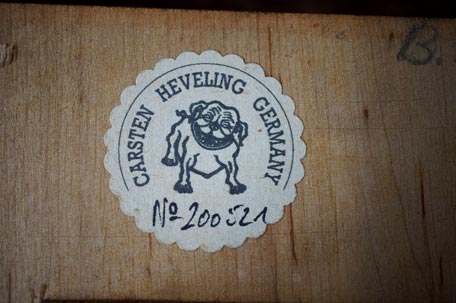 CARSTEN HEVELING GERMANY
Nº 200521
B.